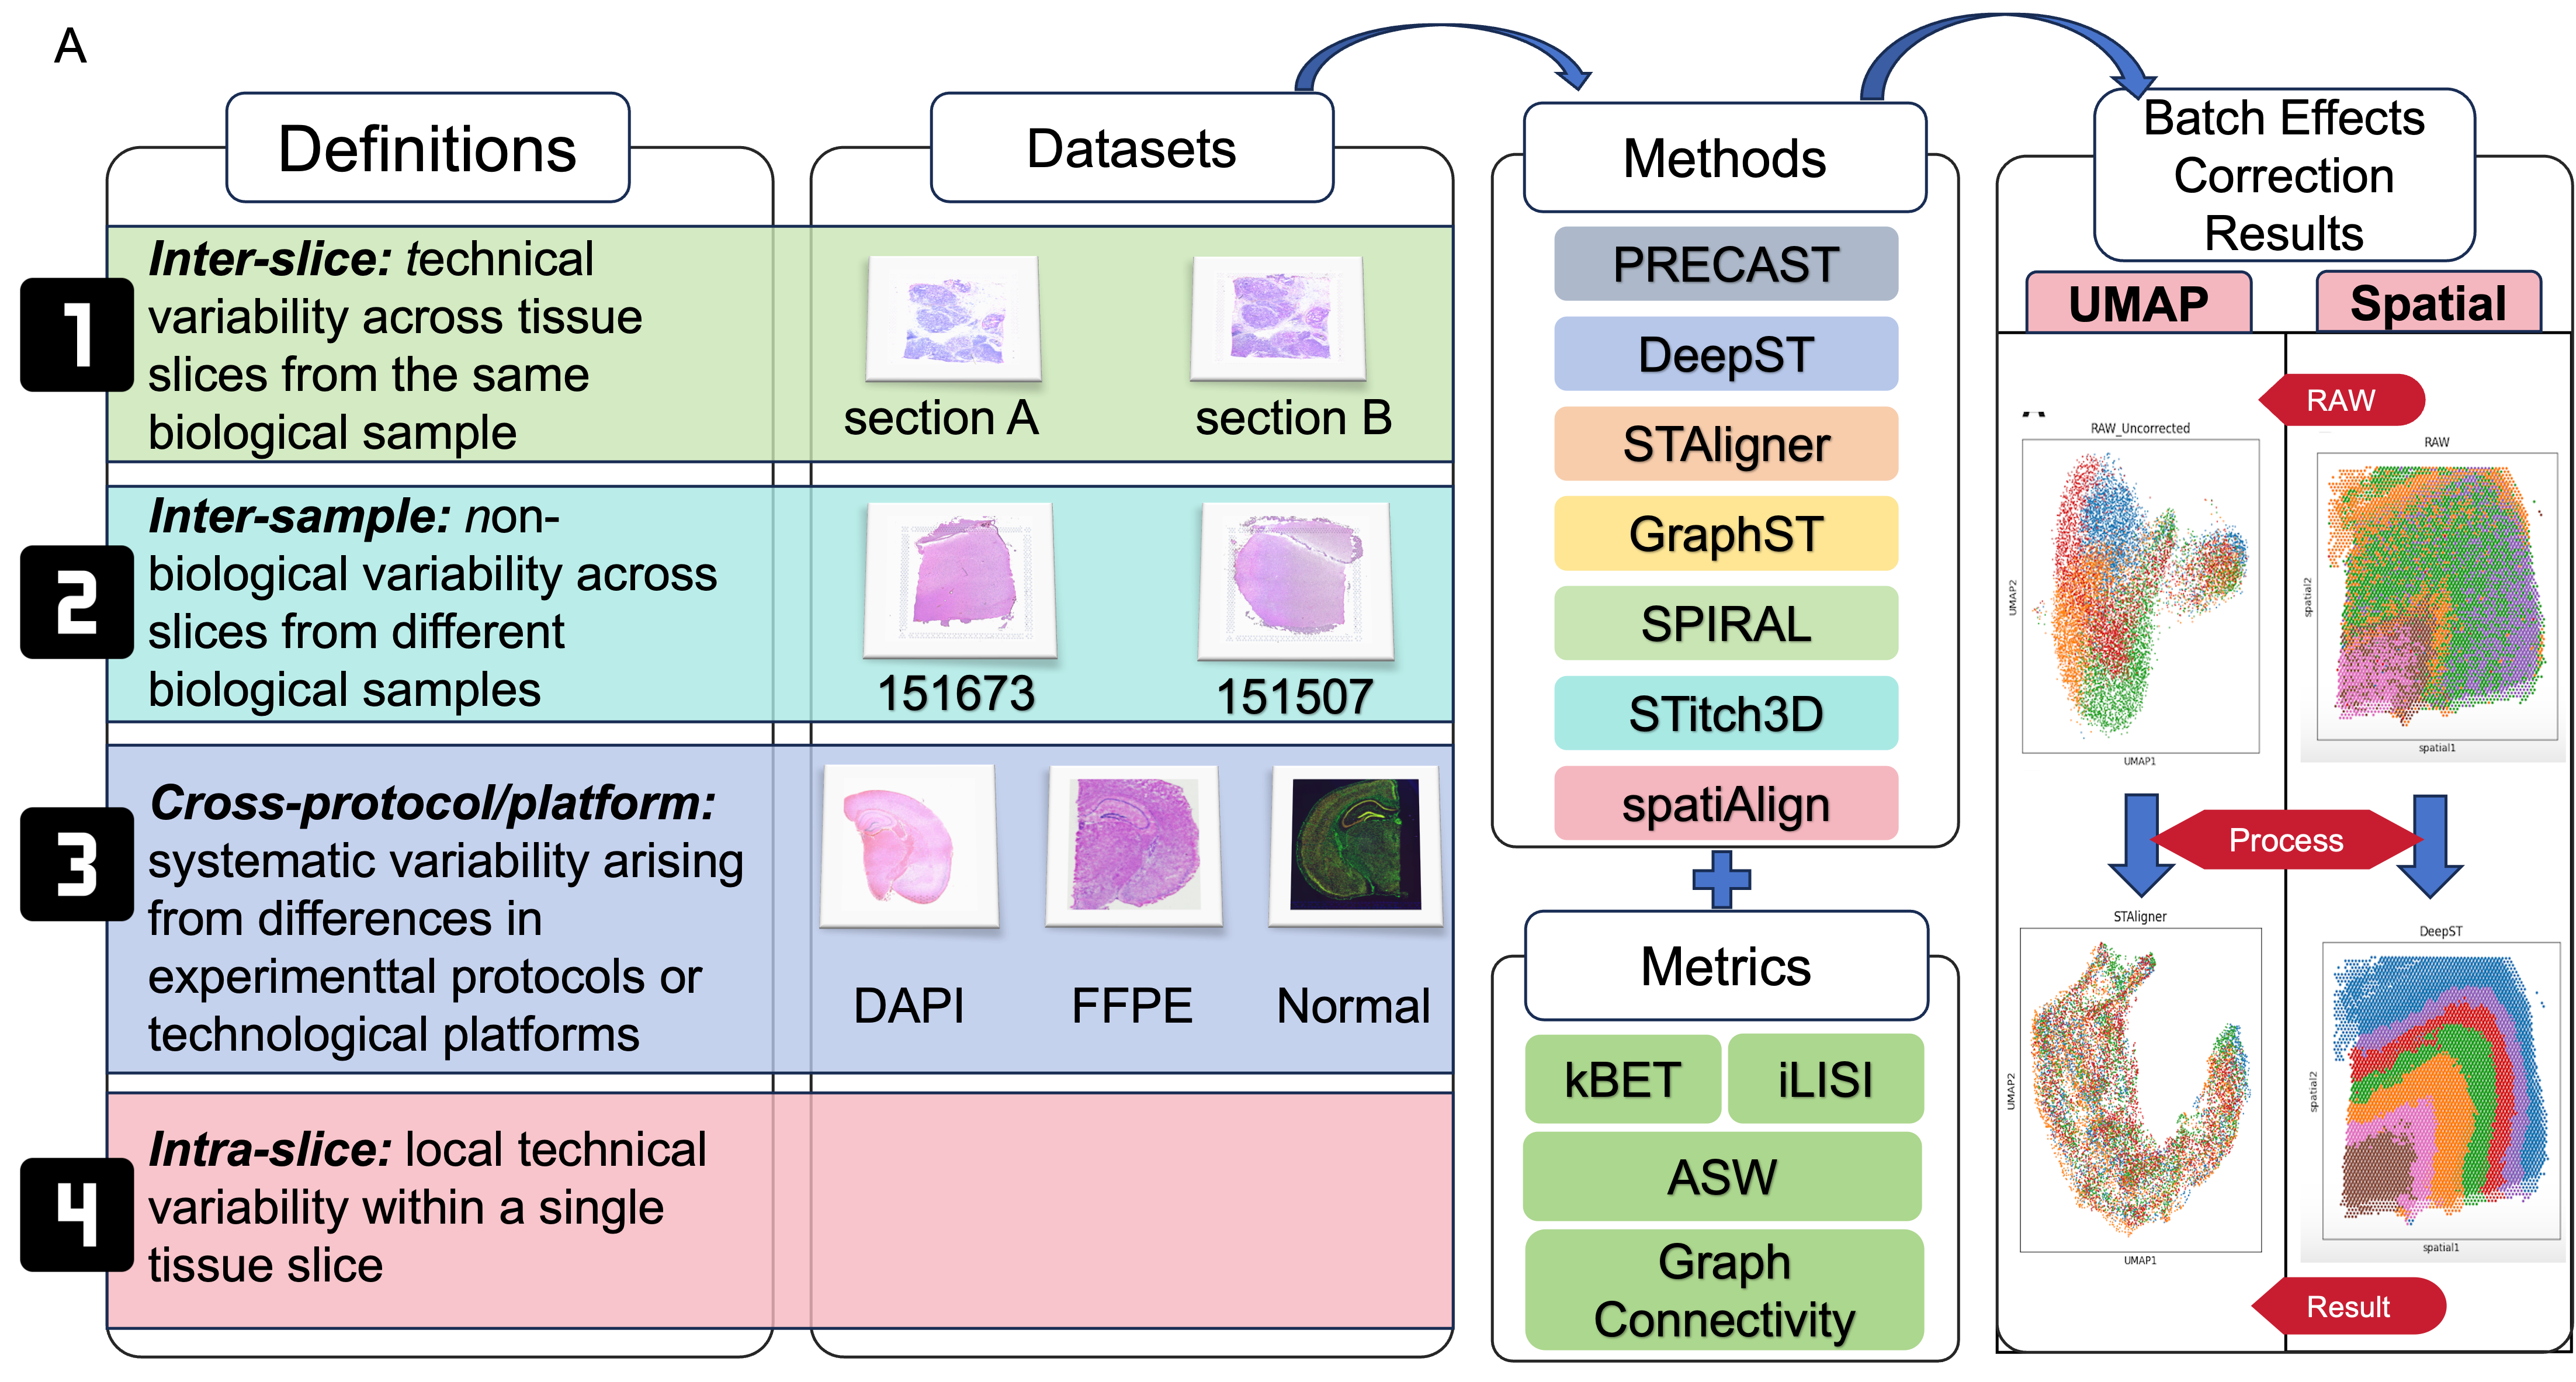 A
Definitions
1
Inter-slice: technical
variability across tissue
slices from the same
biological sample
2
Inter-sample: non-
biological variability across
slices from different
biological samples
3
Cross-protocol/platform:
systematic variability arising
from differences in
experimenttal protocols or
technological platforms
4
Intra-slice: local technical
variability within a single
tissue slice
Datasets
section A
section B
151673
151507
DAPI
FFPE
Normal
Methods
PRECAST
DeepST
STAligner
GraphST
SPIRAL
STitch3D
spatiAlign
Metrics
kBET
iLISI
ASW
Graph
Connectivity
Batch Effects
Correction
Results
UMAP
Spatial
RAW
RAW_Uncorrected
UMAP2
UMAP1
RAW
spatial2
spatial1
Process
STAligner
UMAP2
UMAP1
DeepST
spatial2
spatial1
Result